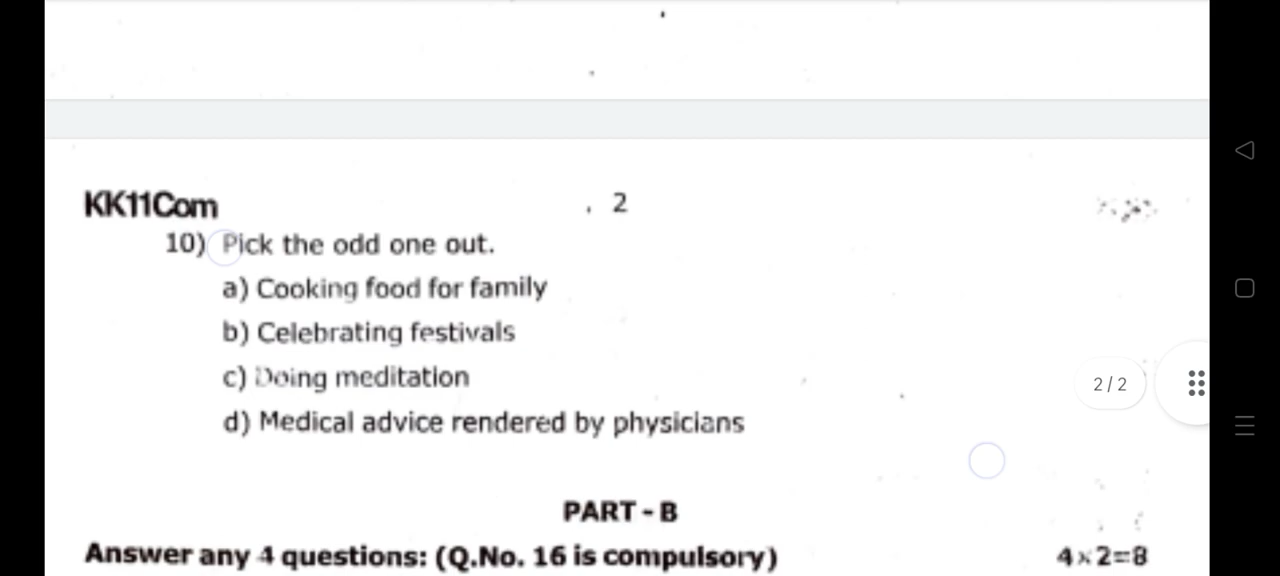 KK11Com
2
10) Pick the odd one out.
a) Cooking food for family
b) Celebrating festivals
c) Doing meditation
d) Medical advice rendered by physicians
2 / 2
PART - B
Answer any 4 questions: (Q.No. 16 is compulsory) 4×2=8